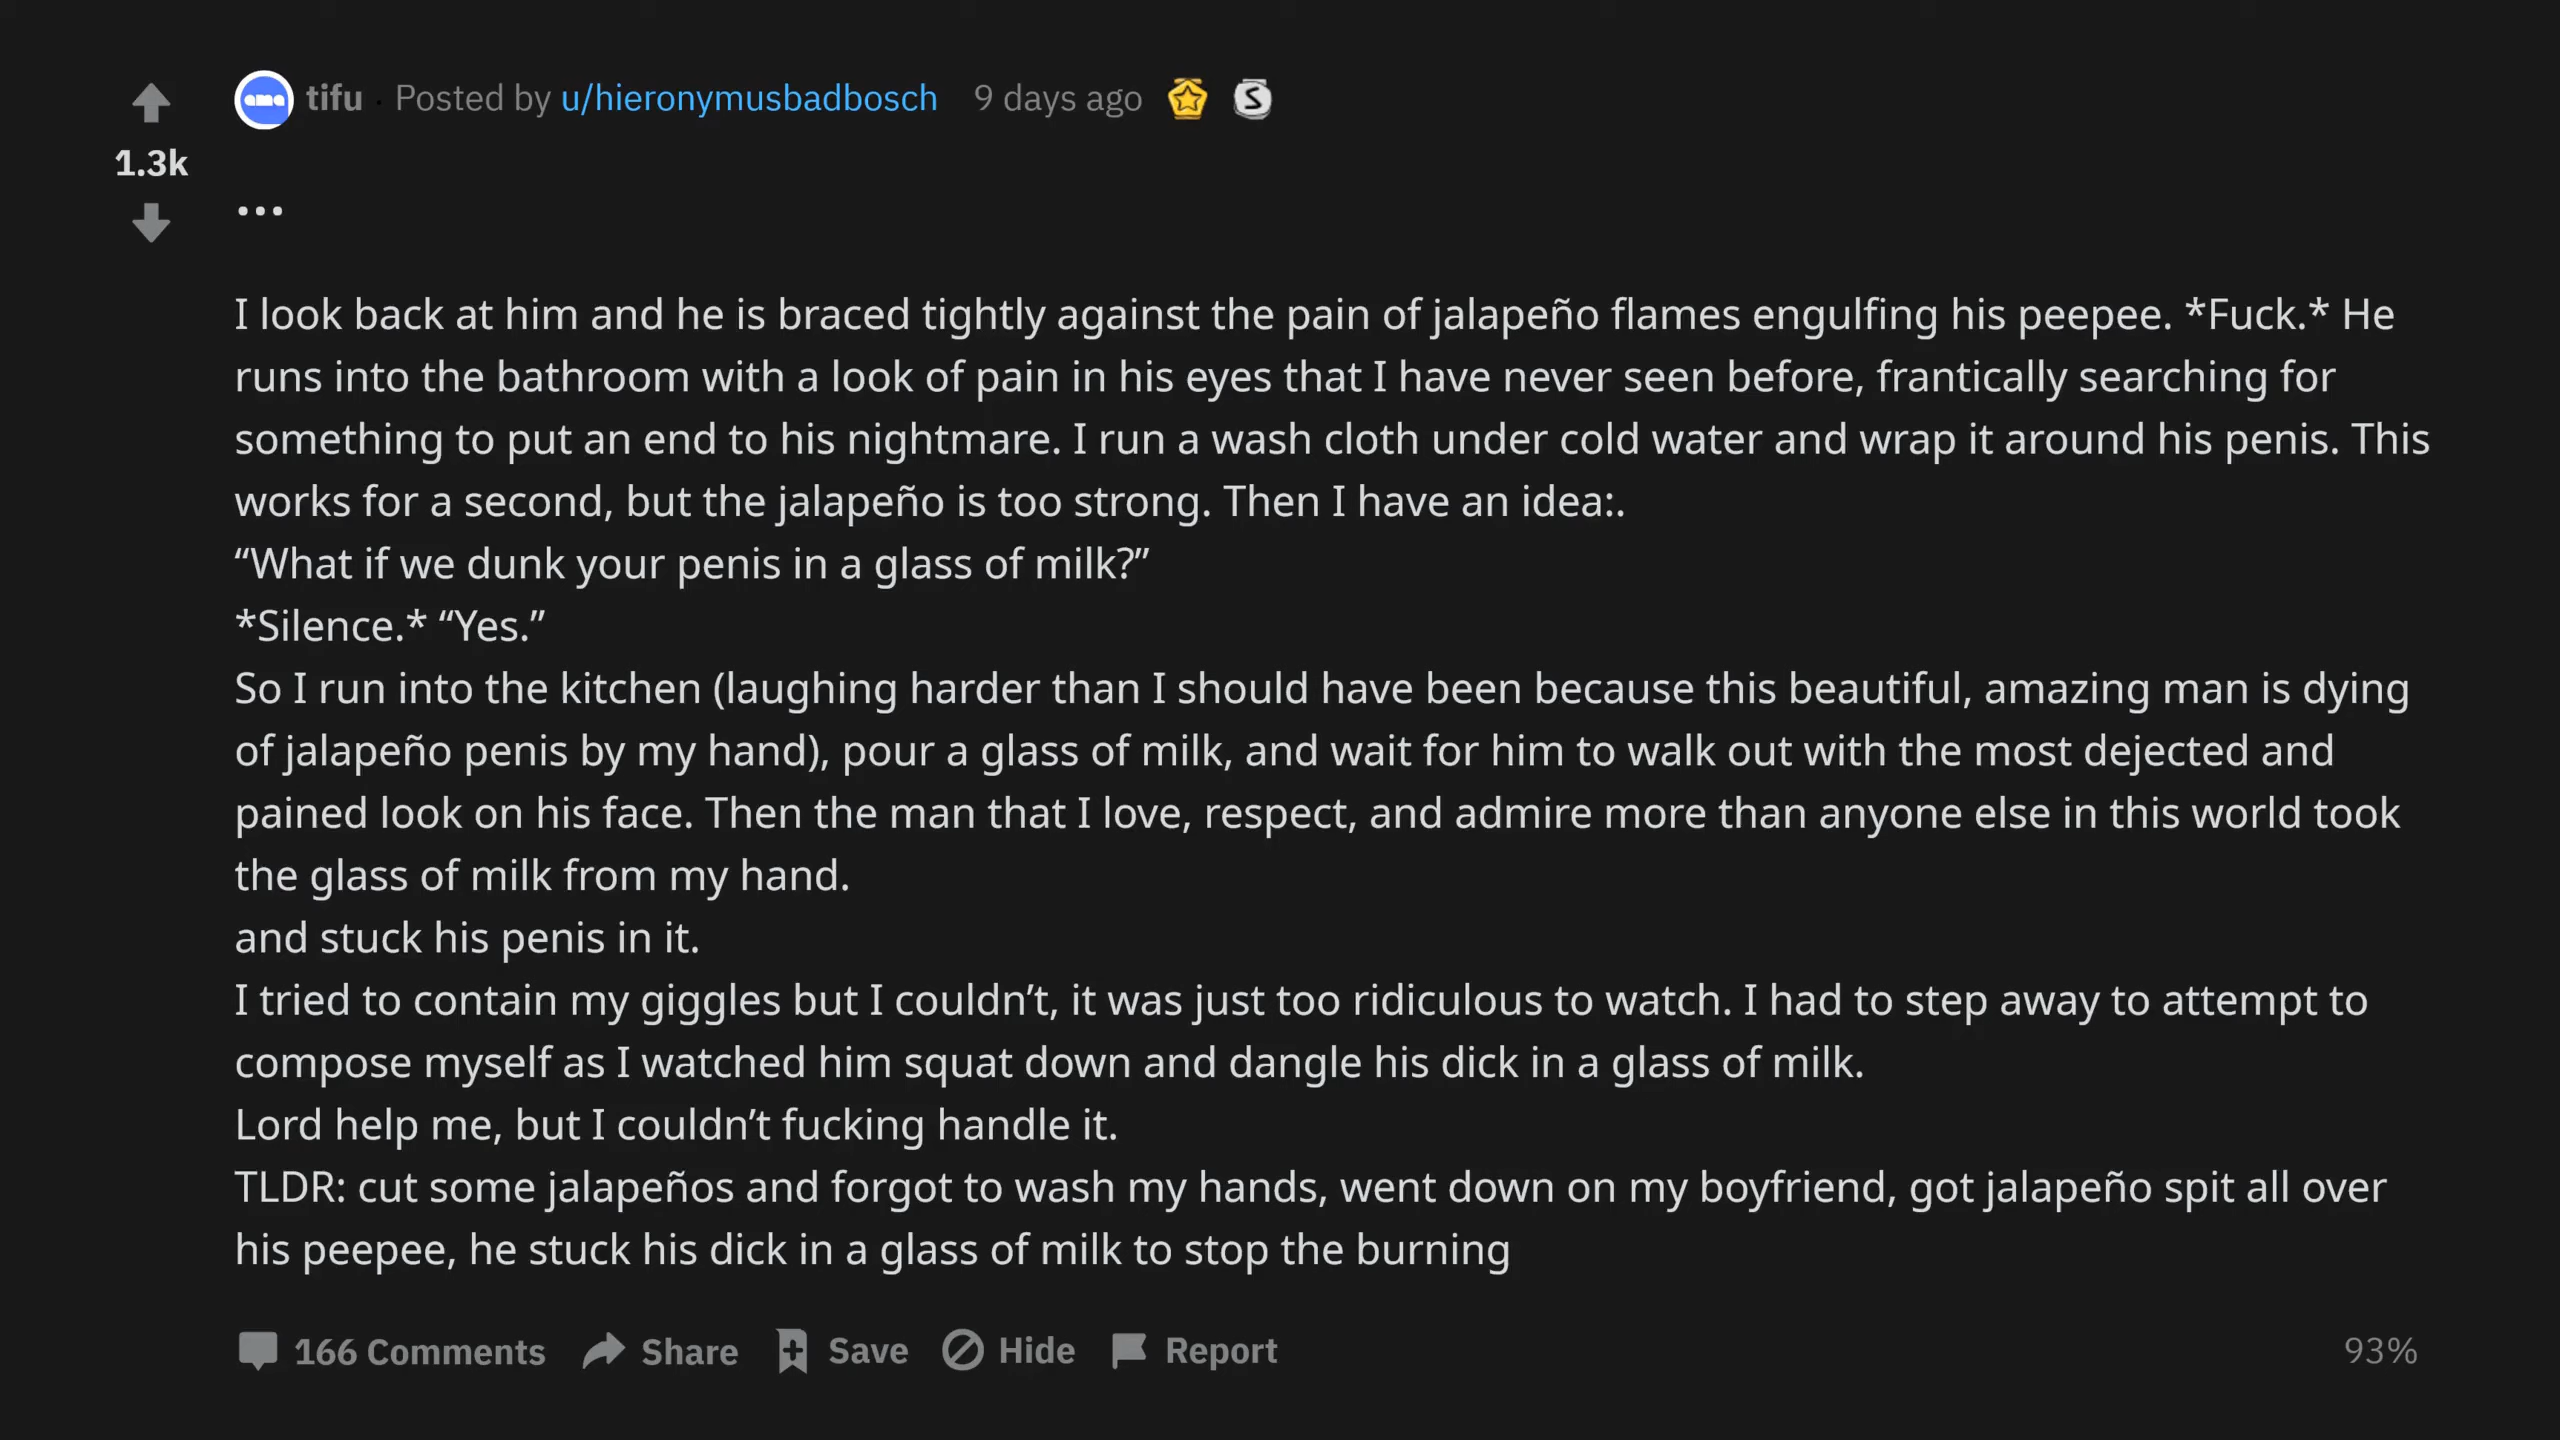 tifu · Posted by u/hieronymusbadbosch 9 days ago
1.3k
...
I look back at him and he is braced tightly against the pain of jalapeño flames engulfing his peepee. *Fuck.* He
runs into the bathroom with a look of pain in his eyes that I have never seen before, frantically searching for
something to put an end to his nightmare. I run a wash cloth under cold water and wrap it around his penis. This
works for a second, but the jalapeño is too strong. Then I have an idea:.
“What if we dunk your penis in a glass of milk?”
*Silence.* “Yes.”
So I run into the kitchen (laughing harder than I should have been because this beautiful, amazing man is dying
of jalapeño penis by my hand), pour a glass of milk, and wait for him to walk out with the most dejected and
pained look on his face. Then the man that I love, respect, and admire more than anyone else in this world took
the glass of milk from my hand.
and stuck his penis in it.
I tried to contain my giggles but I couldn’t, it was just too ridiculous to watch. I had to step away to attempt to
compose myself as I watched him squat down and dangle his dick in a glass of milk.
Lord help me, but I couldn’t fucking handle it.
TLDR: cut some jalapeños and forgot to wash my hands, went down on my boyfriend, got jalapeño spit all over
his peepee, he stuck his dick in a glass of milk to stop the burning
166 Comments Share Save Hide Report 93%